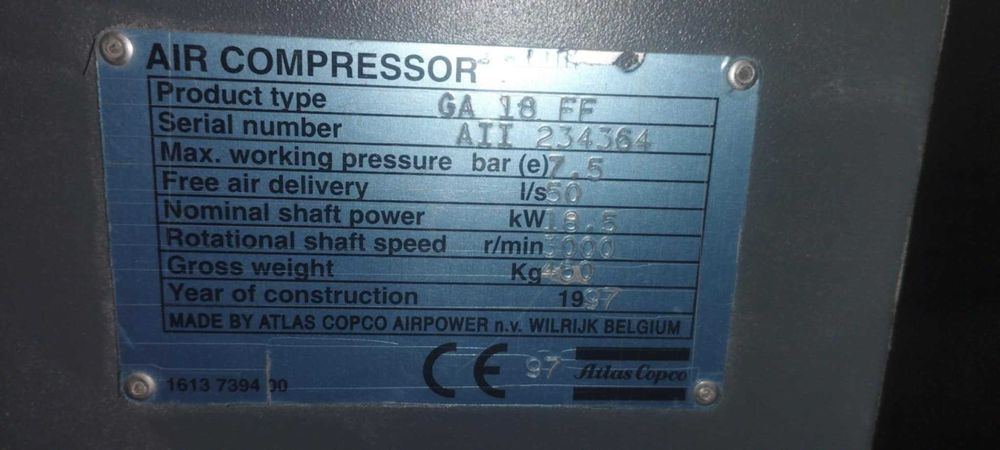 AIR COMPRESSOR
Product type GA 18 FF
Serial number AII 234364
Max. working pressure bar (e) 7.5
Free air delivery l/s 50
Nominal shaft power kW 18.5
Rotational shaft speed r/min 3000
Gross weight Kg
Year of construction 1997
MADE BY ATLAS COPCO AIRPOWER n.v. WILRIJK BELGIUM
CE 97 Atlas Copco
1613 7394 00